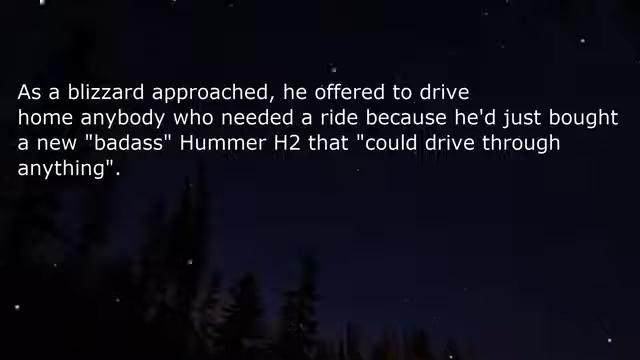 As a blizzard approached, he offered to drive
home anybody who needed a ride because he'd just bought
a new "badass" Hummer H2 that "could drive through
anything".